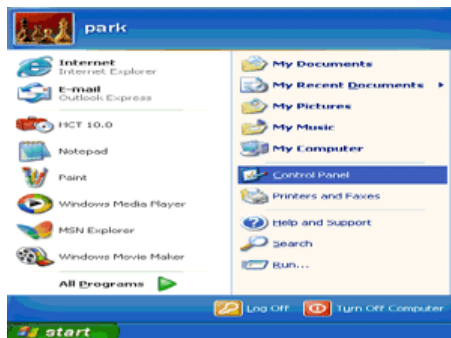 park
Internet
Internet Explorer
E-mail
Outlook Express
HCT 10.0
Notepad
Paint
Windows Media Player
MSN Explorer
Windows Movie Maker
All Programs
My Documents
My Recent Documents
My Pictures
My Music
My Computer
Control Panel
Printers and Faxes
Help and Support
Search
Run...
Log Off
Turn Off Computer
start